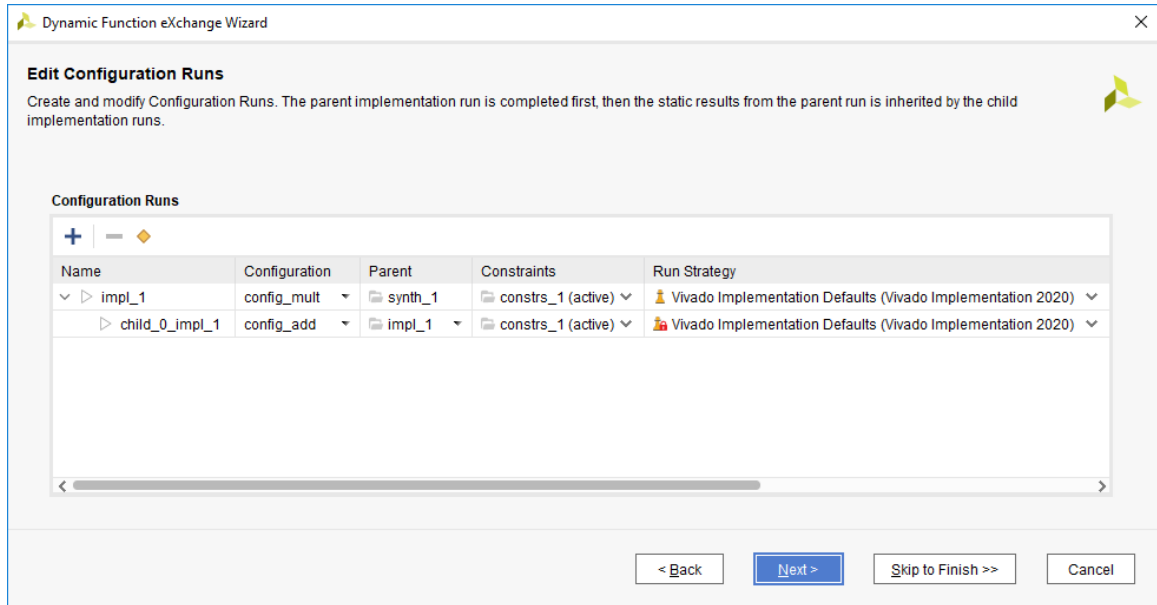 Dynamic Function eXchange Wizard
Edit Configuration Runs
Create and modify Configuration Runs. The parent implementation run is completed first, then the static results from the parent run is inherited by the child
implementation runs.
Configuration Runs
Name Configuration Parent Constraints Run Strategy
impl_1 config_mult synth_1 constrs_1 (active) Vivado Implementation Defaults (Vivado Implementation 2020)
child_0_impl_1 config_add impl_1 constrs_1 (active) Vivado Implementation Defaults (Vivado Implementation 2020)
< Back Next > Skip to Finish >> Cancel